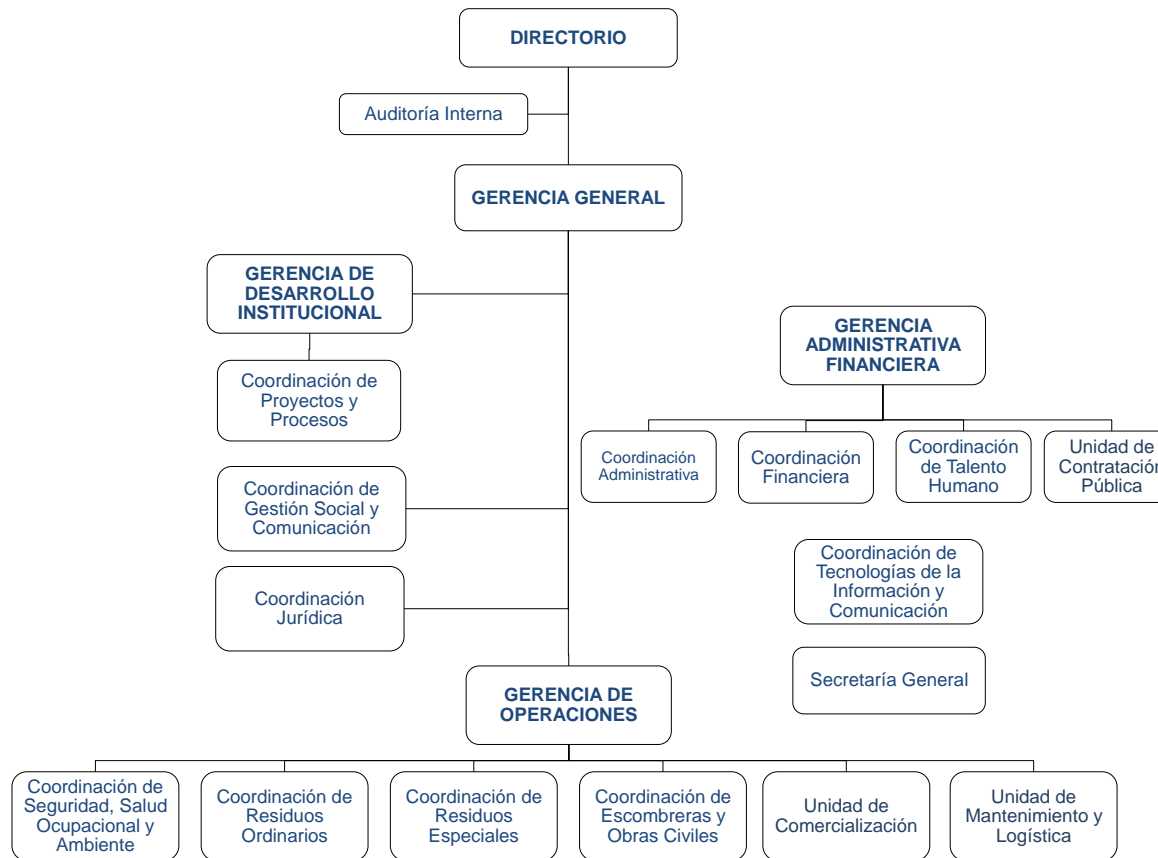 DIRECTORIO
Auditoría Interna
GERENCIA GENERAL
GERENCIA DE
DESARROLLO
INSTITUCIONAL
GERENCIA
ADMINISTRATIVA
FINANCIERA
Coordinación de
Proyectos y
Procesos
Coordinación
Administrativa
Coordinación
Financiera
Coordinación
de Talento
Humano
Unidad de
Contratación
Pública
Coordinación de
Gestión Social y
Comunicación
Coordinación de
Tecnologías de la
Información y
Comunicación
Coordinación
Jurídica
Secretaría General
GERENCIA DE
OPERACIONES
Coordinación de
Seguridad, Salud
Ocupacional y
Ambiente
Coordinación de
Residuos
Ordinarios
Coordinación de
Residuos
Especiales
Coordinación de
Escombreras y
Obras Civiles
Unidad de
Comercialización
Unidad de
Mantenimiento y
Logística